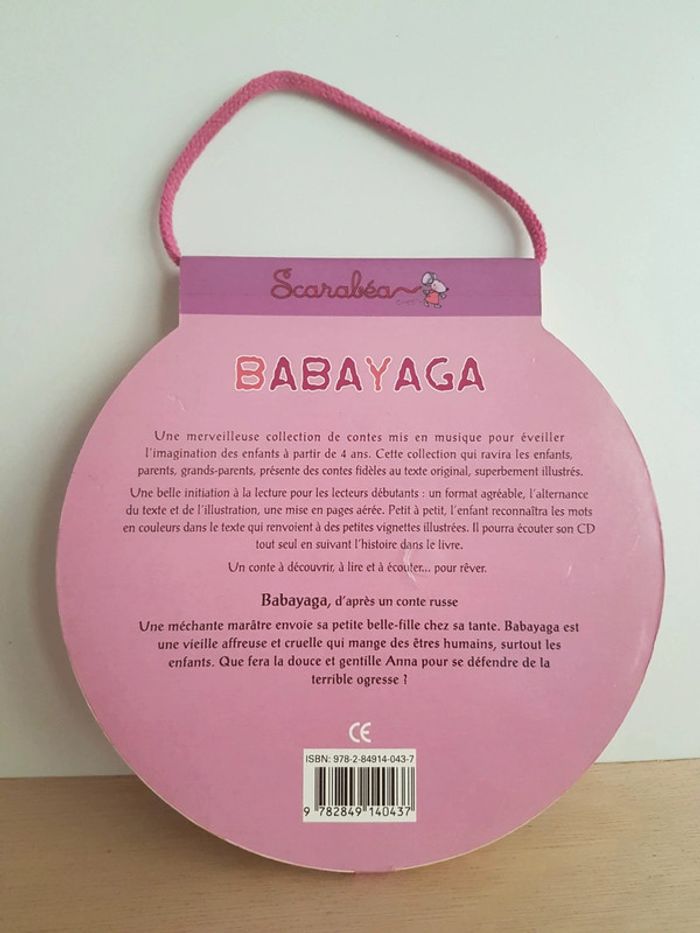 Scarabéa
BABAYAGA
Une merveilleuse collection de contes mis en musique pour éveiller
l'imagination des enfants à partir de 4 ans. Cette collection qui ravira les enfants,
parents, grands-parents, présente des contes fidèles au texte original, superbement illustrés.
Une belle initiation à la lecture pour les lecteurs débutants : un format agréable, l'alternance
du texte et de l'illustration, une mise en pages aérée. Petit à petit, l'enfant reconnaîtra les mots
en couleurs dans le texte qui renvoient à des petites vignettes illustrées. Il pourra écouter son CD
tout seul en suivant l'histoire dans le livre.
Un conte à découvrir, à lire et à écouter... pour rêver.
Babayaga, d'après un conte russe
Une méchante marâtre envoie sa petite belle-fille chez sa tante. Babayaga est
une vieille affreuse et cruelle qui mange des êtres humains, surtout les
enfants. Que fera la douce et gentille Anna pour se défendre de la
terrible ogresse ?
CE
ISBN: 978-2-84914-043-7
9 782849 140437